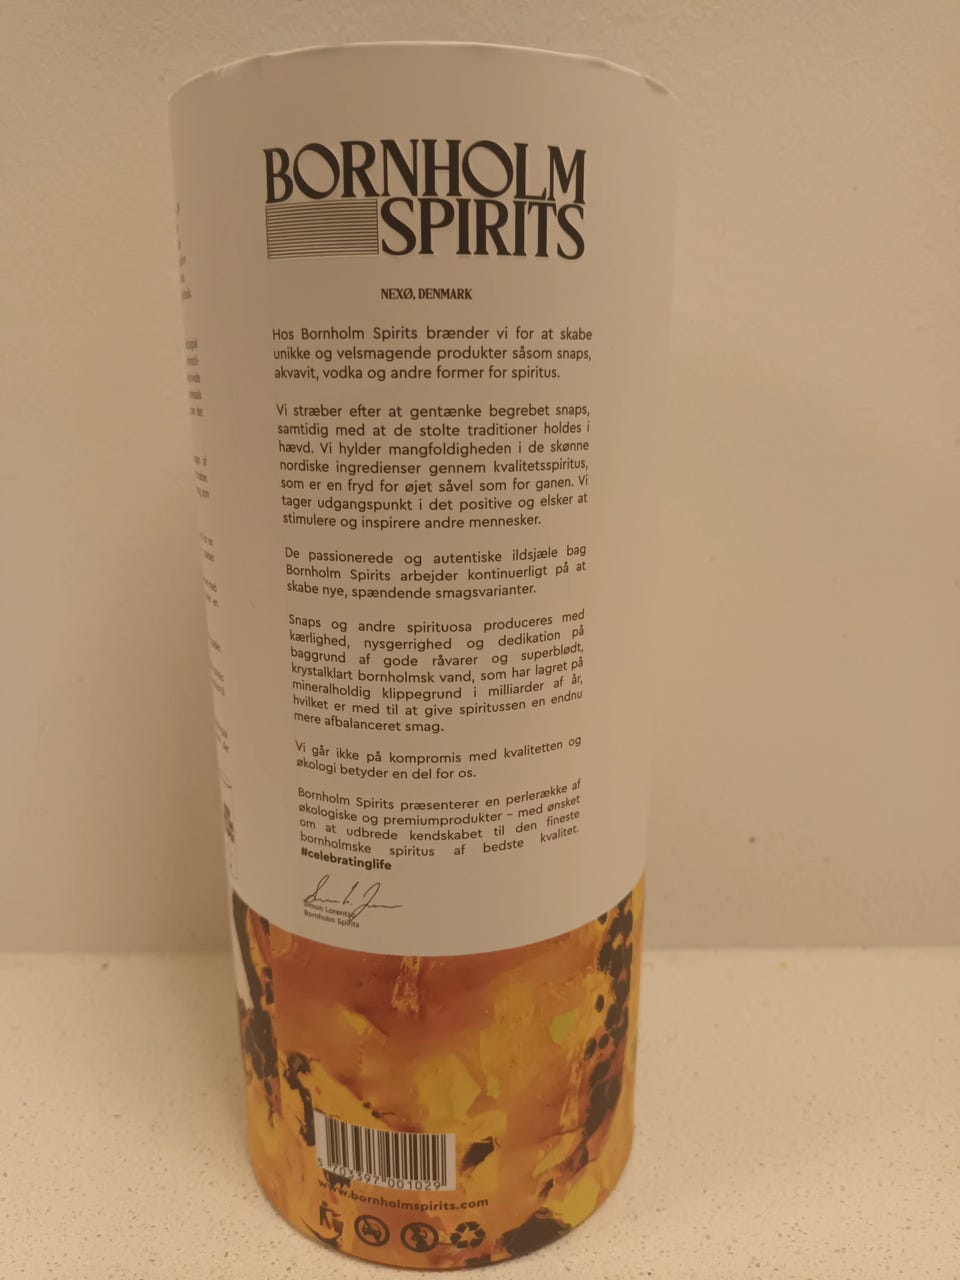 BORNHOLM
SPIRITS
NEXØ, DENMARK
Hos Bornholm Spirits brænder vi for at skabe
unikke og velsmagende produkter såsom snaps,
akvavit, vodka og andre former for spiritus.
Vi stræber efter at gentænke begrebet snaps,
samtidig med at de stolte traditioner holdes i
hævd. Vi hylder mangfoldigheden i de skønne
nordiske ingredienser gennem kvalitetsspiritus,
som er en fryd for øjet såvel som for ganen. Vi
tager udgangspunkt i det positive og elsker at
stimulere og inspirere andre mennesker.
De passionerede og autentiske ildsjæle bag
Bornholm Spirits arbejder kontinuerligt på at
skabe nye, spændende smagsvarianter.
Snaps og andre spirituosa produceres med
kærlighed, nysgerrighed og dedikation på
baggrund af gode råvarer og superblødt,
krystalklart bornholmsk vand, som har lagret på
mineralholdig klippegrund i milliarder af år,
hvilket er med til at give spiritussen en endnu
mere afbalanceret smag.
Vi går ikke på kompromis med kvalitetten og
økologi betyder en del for os.
Bornholm Spirits præsenterer en perlerække af
økologiske og premiumprodukter – med ønsket
om at udbrede kendskabet til den fineste
bornholmske spiritus af bedste kvalitet.
#celebratinglife
Simon Lorentzo
Bornholm Spirits
5 703397 001029
www.bornholmspirits.com